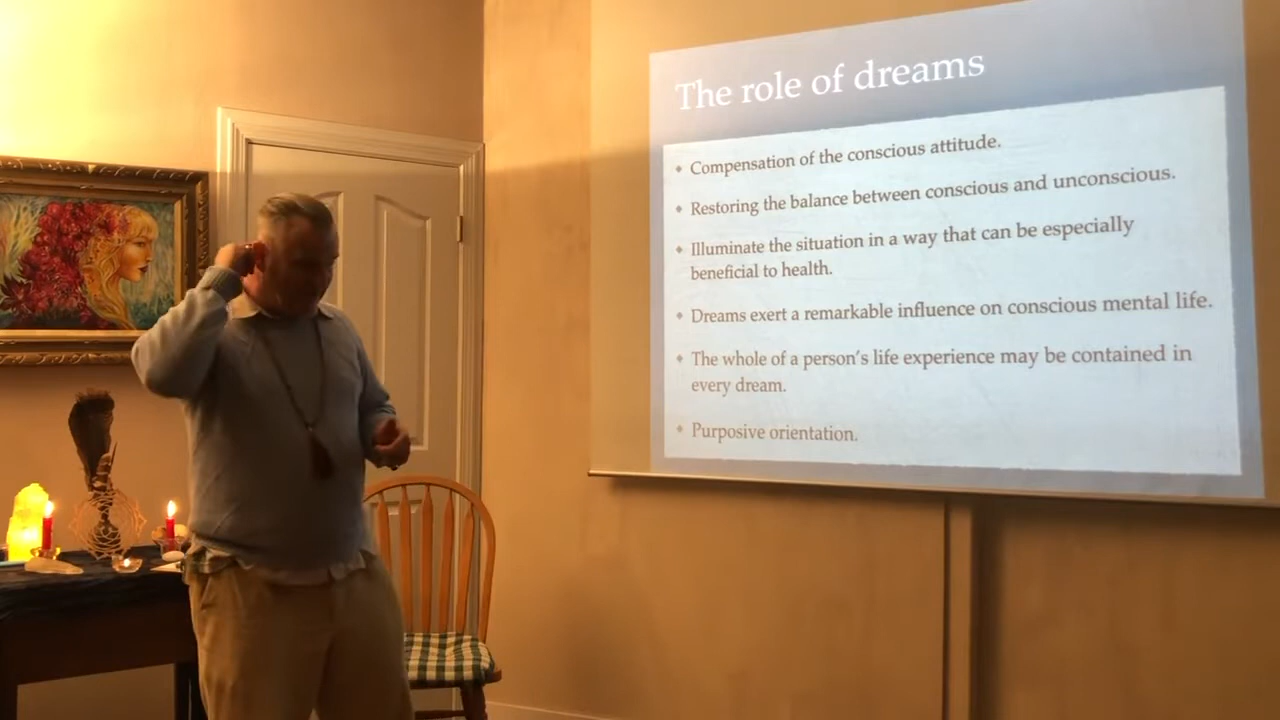 The role of dreams
Compensation of the conscious attitude.
Restoring the balance between conscious and unconscious.
Illuminate the situation in a way that can be especially
beneficial to health.
Dreams exert a remarkable influence on conscious mental life.
The whole of a person's life experience may be contained in
every dream.
Purposive orientation.